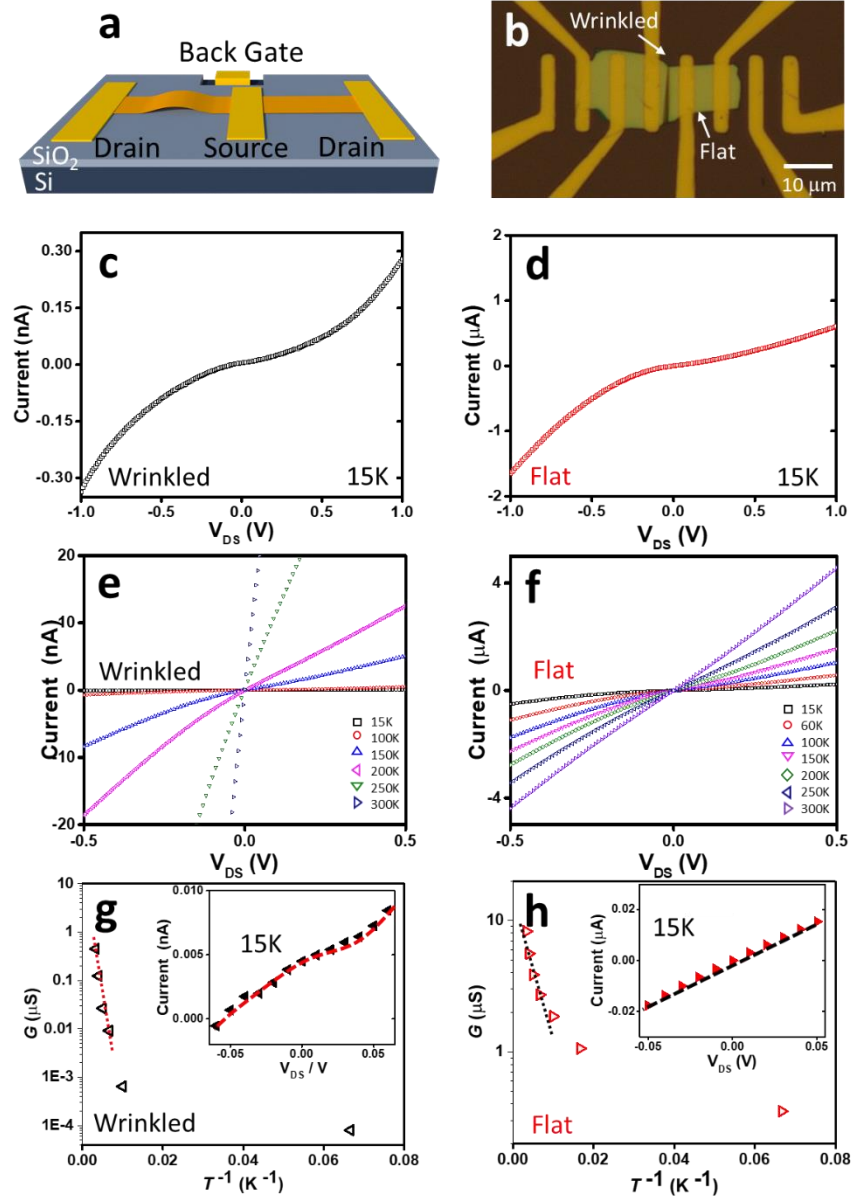 a
Back Gate
Drain
Source
Drain
SiO2
Si
b
Wrinkled
Flat
10 μm
c
0.30
0.15
0.00
-0.15
-0.30
Current (nA)
Wrinkled
15K
-1.0
-0.5
0.0
0.5
1.0
VDS (V)
d
2
1
0
-1
-2
Current (μA)
Flat
15K
-1.0
-0.5
0.0
0.5
1.0
VDS (V)
e
20
10
0
-10
-20
Current (nA)
Wrinkled
15K
100K
150K
200K
250K
300K
-0.5
0.0
0.5
VDS (V)
f
4
2
0
-2
-4
Current (μA)
Flat
15K
60K
100K
150K
200K
250K
300K
-0.5
0.0
0.5
VDS (V)
g
10
1
0.1
0.01
1E-3
1E-4
G (μS)
Wrinkled
0.00
0.02
0.04
0.06
0.08
T-1 (K-1)
0.010
0.005
0.000
Current (nA)
15K
-0.05
0.00
0.05
VDS / V
h
10
1
G (μS)
Flat
0.00
0.02
0.04
0.06
0.08
T-1 (K-1)
0.02
0.00
-0.02
Current (μA)
15K
-0.05
0.00
0.05
VDS (V)